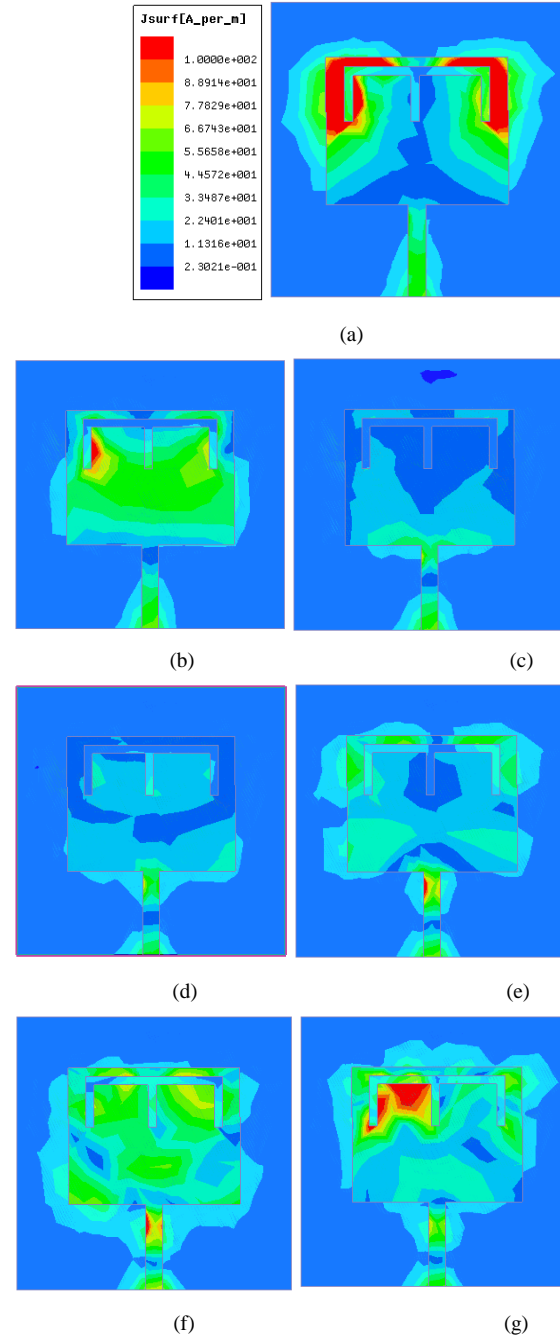 Jsurf[A_per_m]
1.0000e+002
8.8914e+001
7.7829e+001
6.6743e+001
5.5658e+001
4.4572e+001
3.3487e+001
2.2401e+001
1.1316e+001
2.3021e-001
(a)
(b) (c)
(d) (e)
(f) (g)